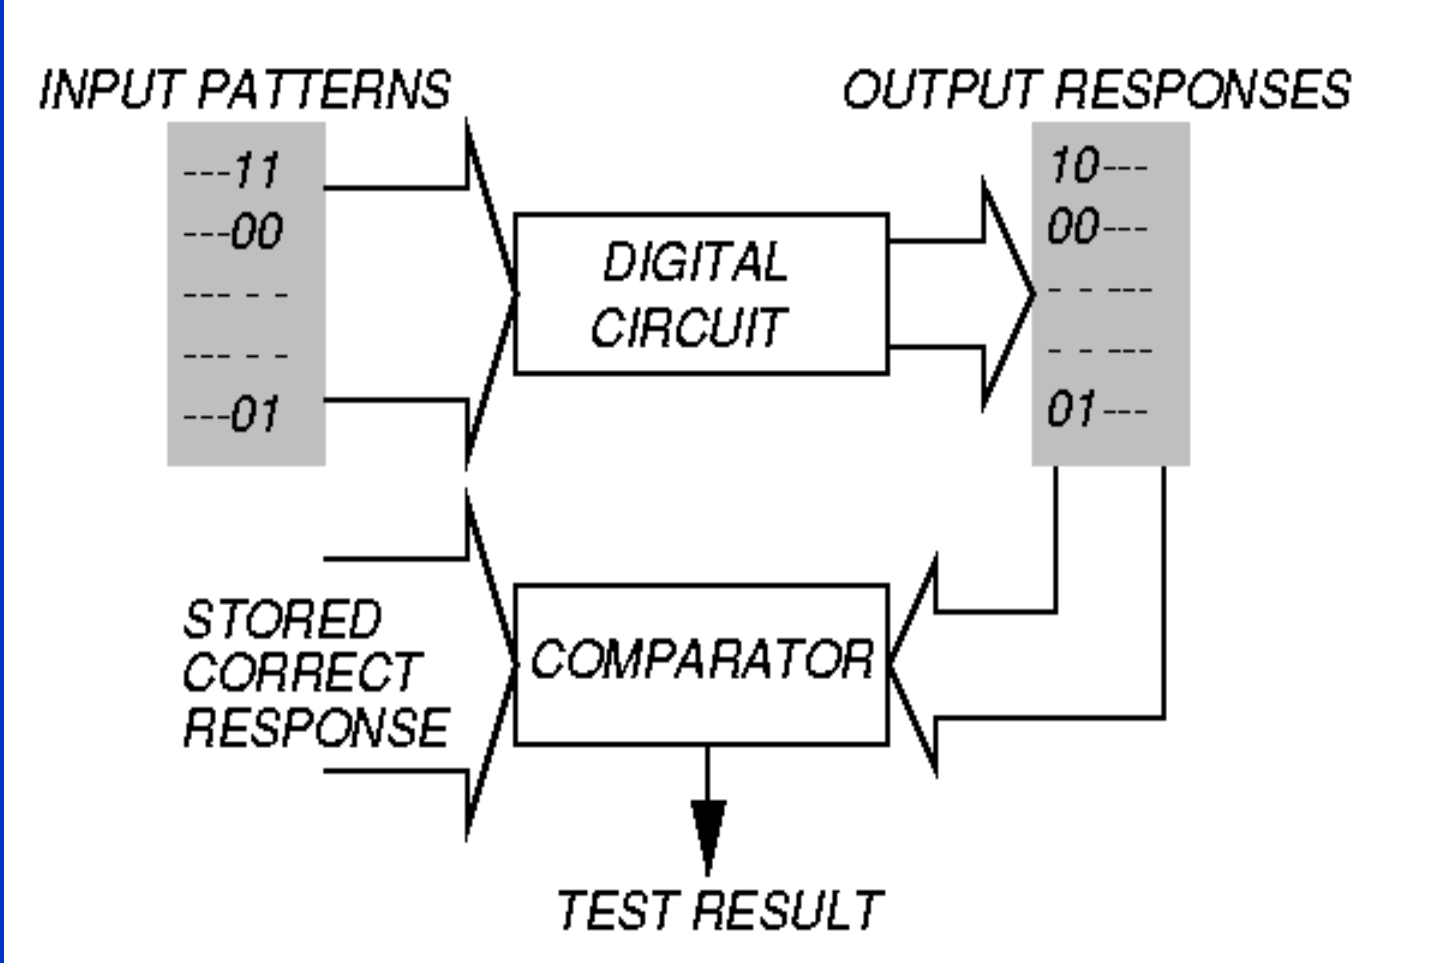 INPUT PATTERNS
---11
---00
--- - -
--- - -
---01
DIGITAL
CIRCUIT
OUTPUT RESPONSES
10---
00---
- - ---
- - ---
01---
STORED
CORRECT
RESPONSE
COMPARATOR
TEST RESULT